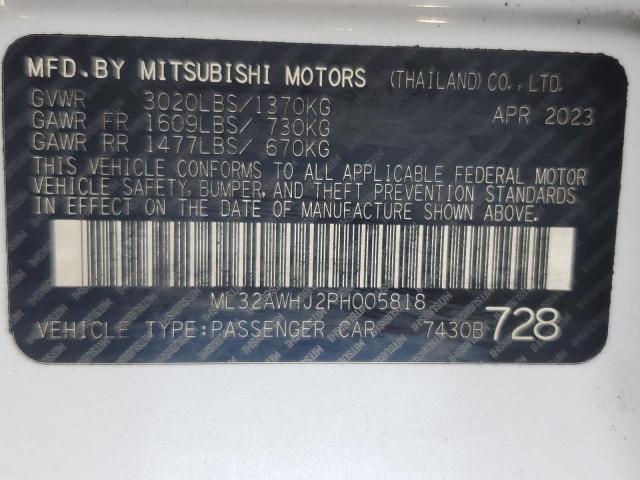 MFD.BY MITSUBISHI MOTORS (THAILAND)CO.,LTD.
GVWR 3020LBS/1370KG APR 2023
GAWR FR 1609LBS/ 730KG
GAWR RR 1477LBS/ 670KG
THIS VEHICLE CONFORMS TO ALL APPLICABLE FEDERAL MOTOR
VEHICLE SAFETY, BUMPER, AND THEFT PREVENTION STANDARDS
IN EFFECT ON THE DATE OF MANUFACTURE SHOWN ABOVE.
ML32AWHJ2PH005818
VEHICLE TYPE:PASSENGER CAR 7430B 728